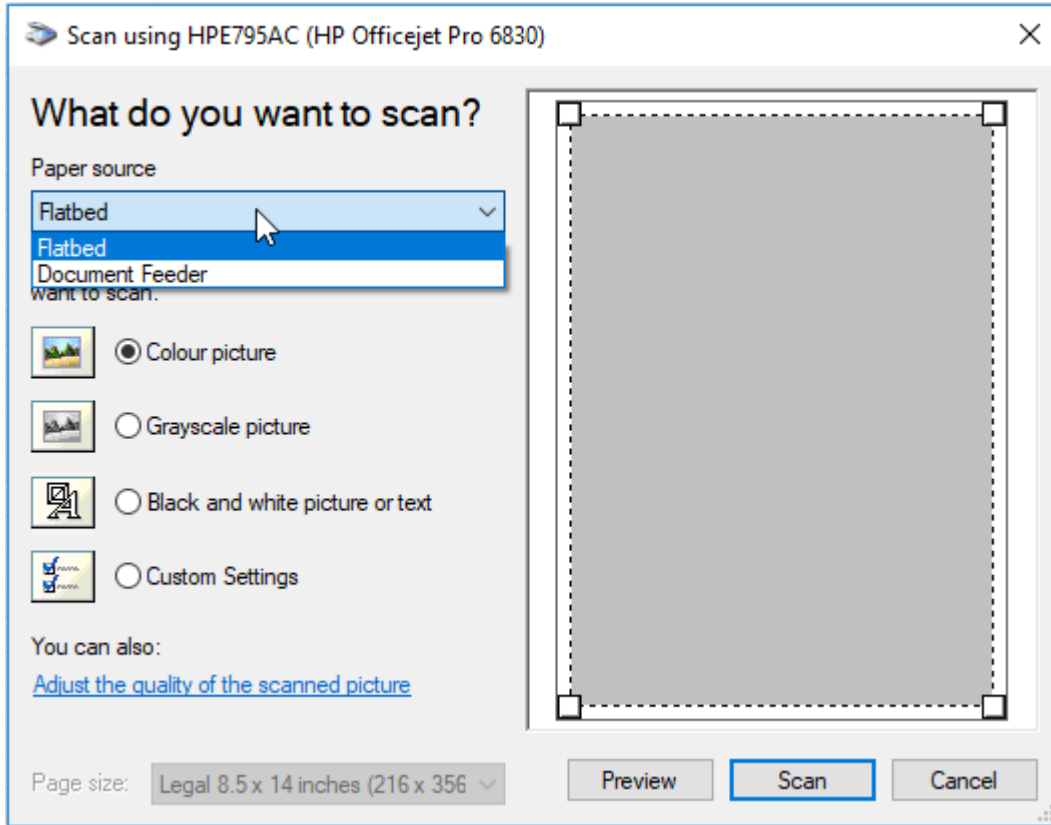 Scan using HPE795AC (HP Officejet Pro 6830)
What do you want to scan?
Paper source
Flatbed
Flatbed
Document Feeder
want to scan:
Colour picture
Grayscale picture
Black and white picture or text
Custom Settings
You can also:
Adjust the quality of the scanned picture
Page size: Legal 8.5 x 14 inches (216 x 356
Preview Scan Cancel